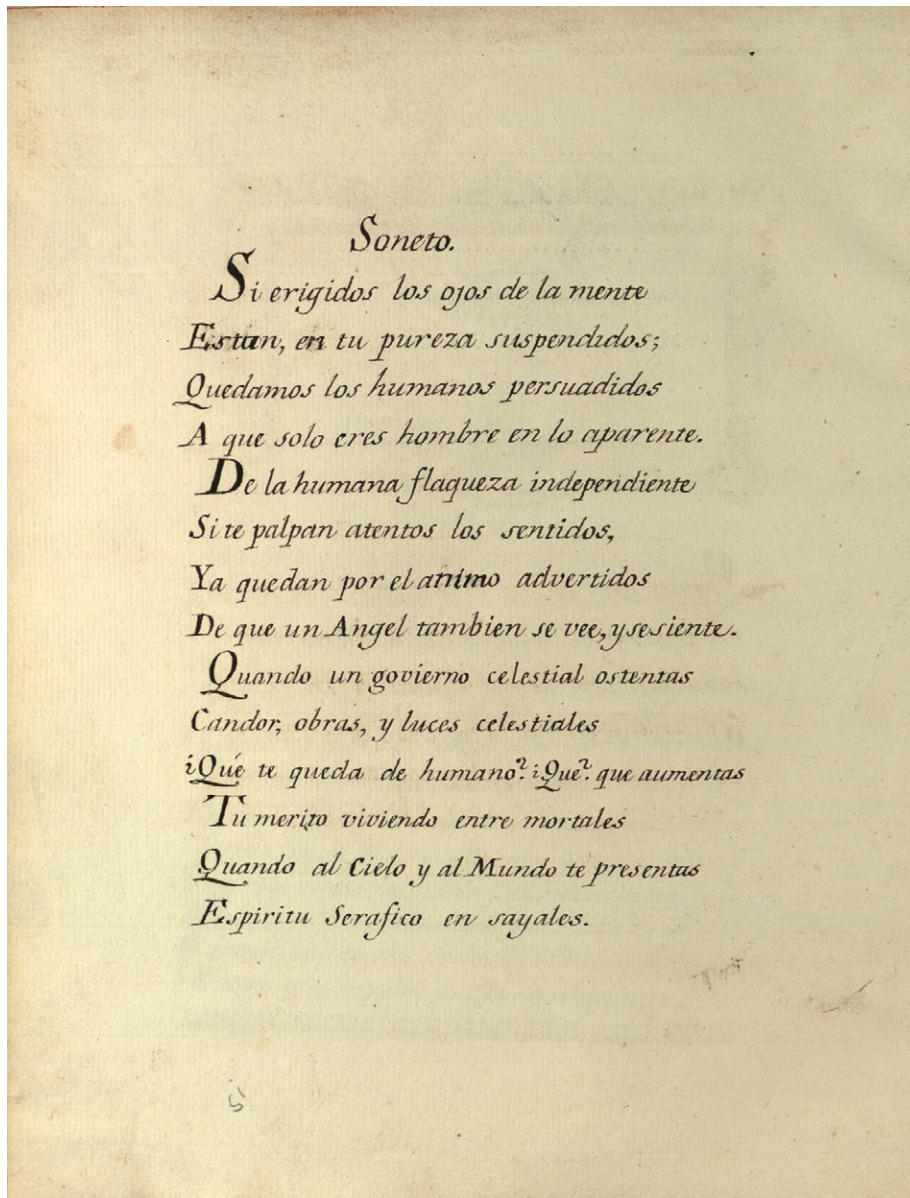 Soneto.
Si erigidos los ojos de la mente
Estan, en tu pureza suspendidos;
Quedamos los humanos persuadidos
A que solo eres hombre en lo aparente.
De la humana flaqueza independiente
Si te palpan atentos los sentidos,
Ya quedan por el animo advertidos
De que un Angel tambien se vee, y se siente.
Quando un govierno celestial ostentas
Candor, obras, y luces celestiales
¿Qué te queda de humano? ¿Qué? que aumentas
Tu merito viviendo entre mortales
Quando al Cielo y al Mundo te presentas
Espiritu Serafico en sayales.